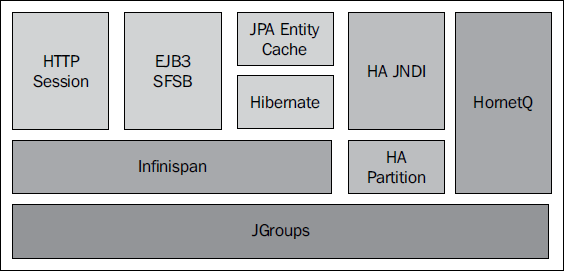 HTTP
Session
EJB3
SFSB
JPA Entity
Cache
Hibernate
HA JNDI
HornetQ
Infinispan
HA
Partition
JGroups